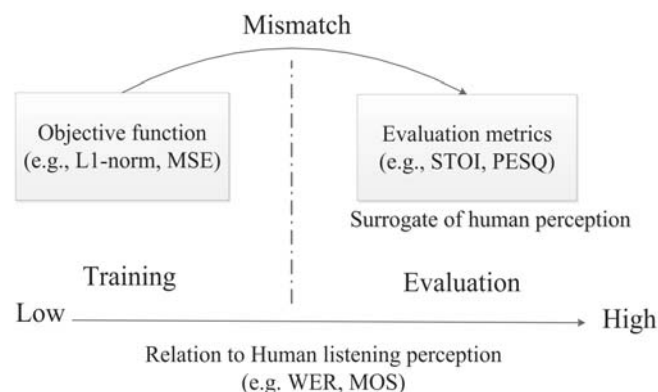 Mismatch
Objective function
(e.g., L1-norm, MSE)
Evaluation metrics
(e.g., STOI, PESQ)
Surrogate of human perception
Training
Evaluation
Low
High
Relation to Human listening perception
(e.g. WER, MOS)